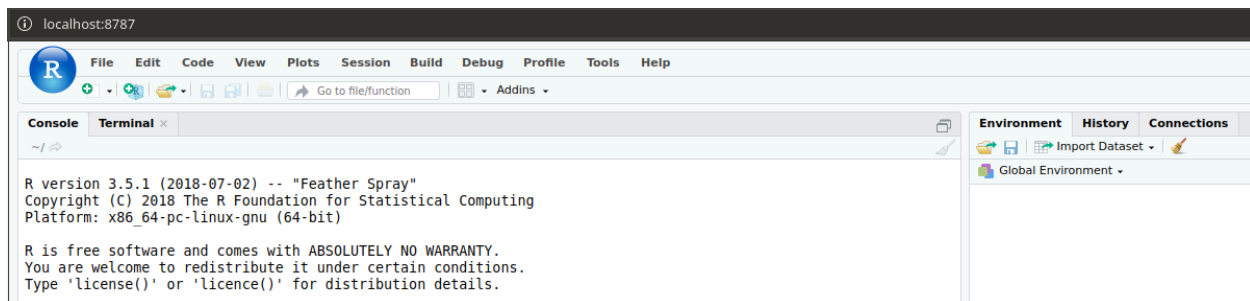 localhost:8787
R
File Edit Code View Plots Session Build Debug Profile Tools Help
R Go to file/function Addins
Console Terminal
Environment History Connections
~/
Import Dataset
Global Environment
R version 3.5.1 (2018-07-02) -- "Feather Spray"
Copyright (C) 2018 The R Foundation for Statistical Computing
Platform: x86_64-pc-linux-gnu (64-bit)
R is free software and comes with ABSOLUTELY NO WARRANTY.
You are welcome to redistribute it under certain conditions.
Type 'license()' or 'licence()' for distribution details.